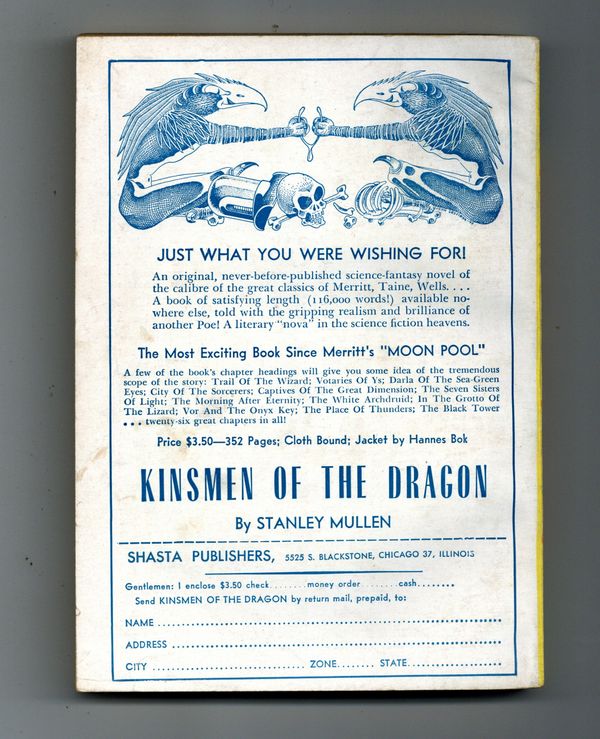 JUST WHAT YOU WERE WISHING FOR!
An original, never-before-published science-fantasy novel of
the calibre of the great classics of Merritt, Taine, Wells. . . .
A book of satisfying length (116,000 words!) available no-
where else, told with the gripping realism and brilliance of
another Poe! A literary "nova" in the science fiction heavens.
The Most Exciting Book Since Merritt's "MOON POOL"
A few of the book's chapter headings will give you some idea of the tremendous
scope of the story: Trail Of The Wizard; Votaries Of Ys; Darla Of The Sea-Green
Eyes; City Of The Sorcerers; Captives Of The Great Dimension; The Seven Sisters
Of Light; The Morning After Eternity; The White Archdruid; In The Grotto Of
The Lizard; Vor And The Onyx Key; The Place Of Thunders; The Black Tower
... twenty-six great chapters in all!
Price $3.50—352 Pages; Cloth Bound; Jacket by Hannes Bok
KINSMEN OF THE DRAGON
By STANLEY MULLEN
SHASTA PUBLISHERS, 5525 S. BLACKSTONE, CHICAGO 37, ILLINOIS
Gentlemen: I enclose $3.50 check........money order........cash........
Send KINSMEN OF THE DRAGON by return mail, prepaid, to:
NAME ........................................................
ADDRESS ........................................................
CITY ................................ ZONE........ STATE........................